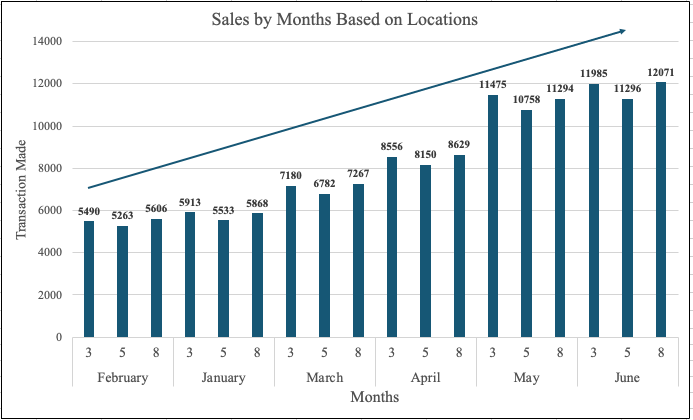 Sales by Months Based on Locations
Transaction Made
14000
12000
10000
8000
6000
4000
2000
0
5490 5263 5606 5913 5533 5868 7180 6782 7267 8556 8150 8629 11475 10758 11294 11985 11296 12071
3 5 8 3 5 8 3 5 8 3 5 8 3 5 8 3 5 8
February January March April May June
Months